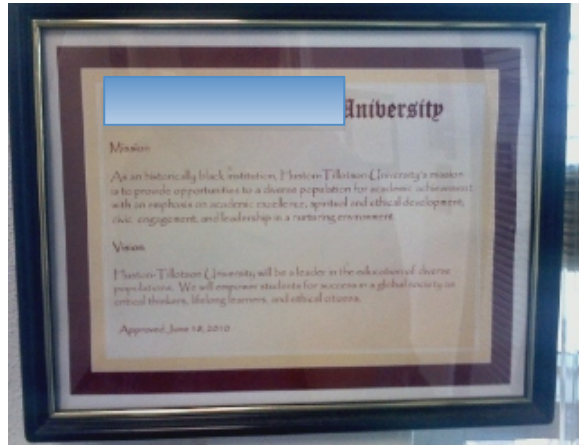 University
Mission
As an historically black institution, Huston-Tillotson University's mission
is to provide opportunities to a diverse population for academic achievement
with an emphasis on academic excellence, spiritual and ethical development,
civic engagement, and leadership in a nurturing environment.
Vision
Huston-Tillotson University will be a leader in the education of diverse
populations. We will empower students for success in a global society as
critical thinkers, lifelong learners, and ethical citizens.
Approved, June 18, 2010